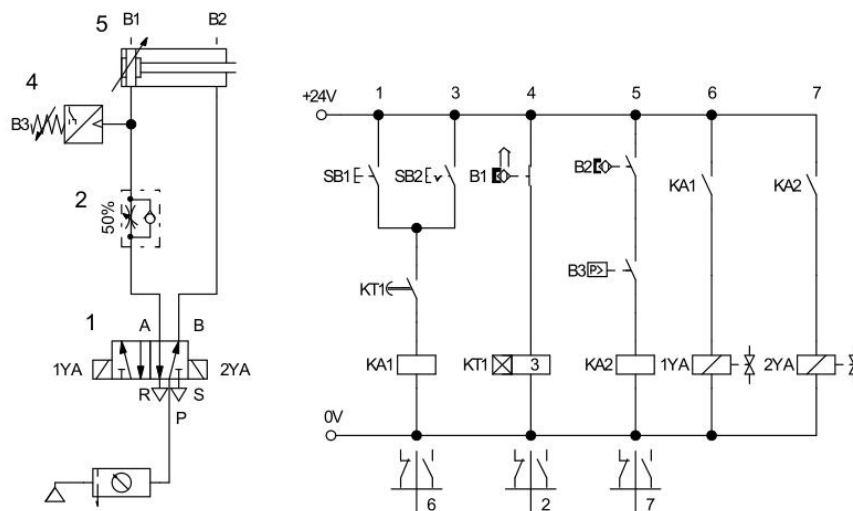 5 B1 B2
4
B3
2
50%
1 A B
1YA 2YA
R S
P
1 3 4 5 6 7
+24V
SB1 SB2 B1 B2 KA1 KA2
B3 P>
KT1
KA1 KT1 3 KA2 1YA 2YA
0V
6 2 7